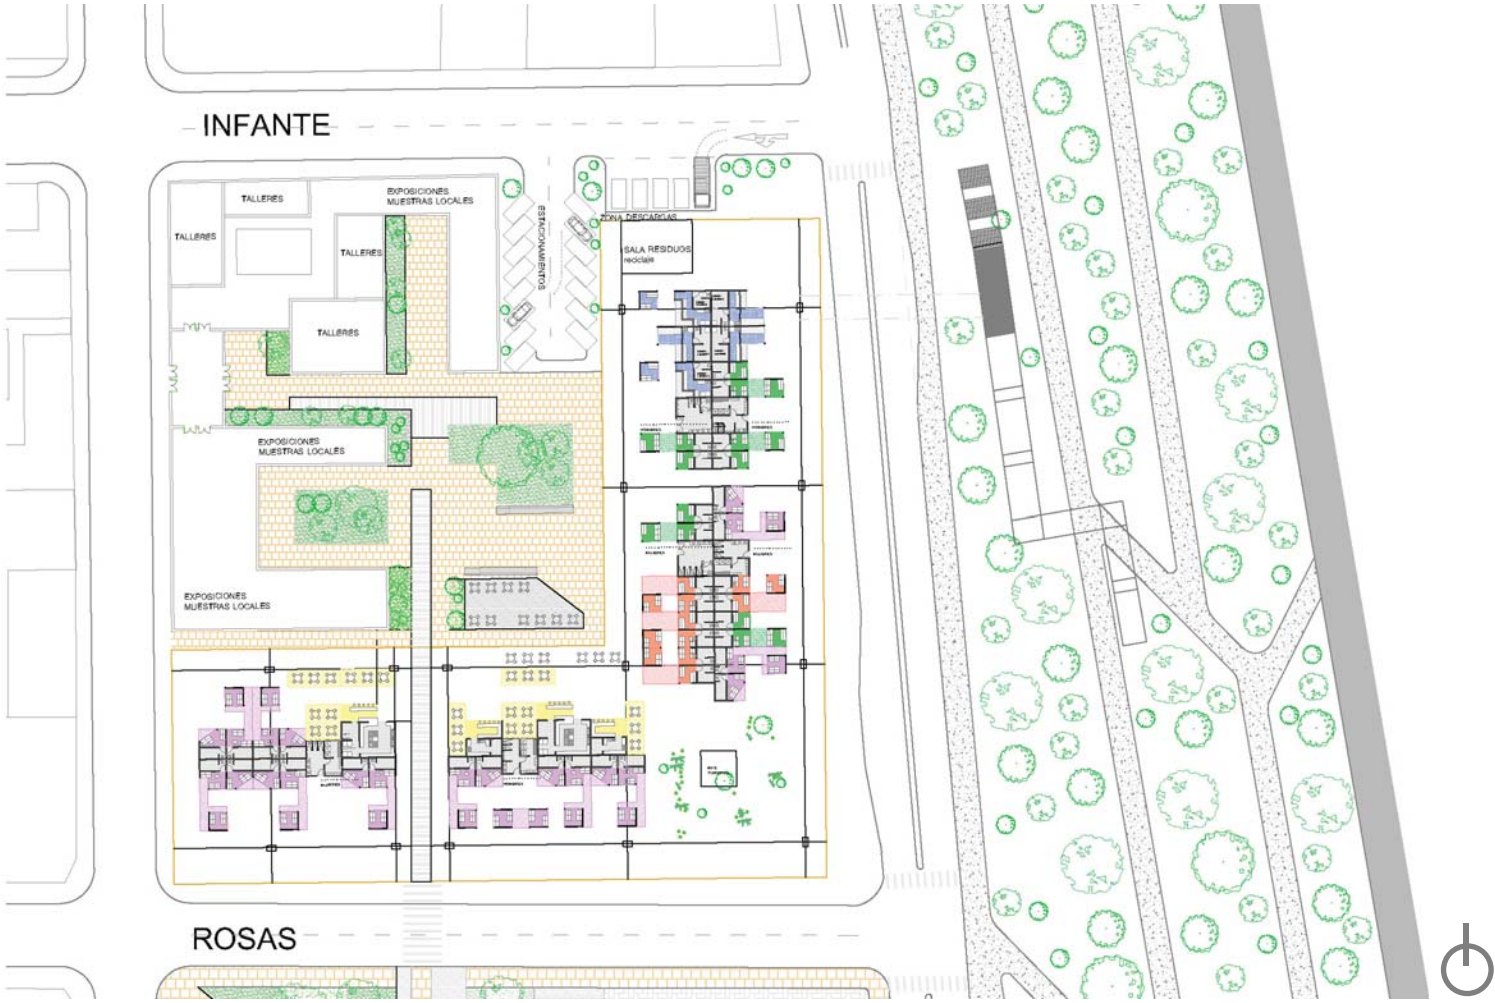 INFANTE
TALLERES
EXPOSICIONES
MUESTRAS LOCALES
TALLERES
TALLERES
ESTACIONAMIENTOS
ZONA DESCARGAS
SALA RESIDUOS
reciclaje
TALLERES
EXPOSICIONES
MUESTRAS LOCALES
EXPOSICIONES
MUESTRAS LOCALES
ROSAS